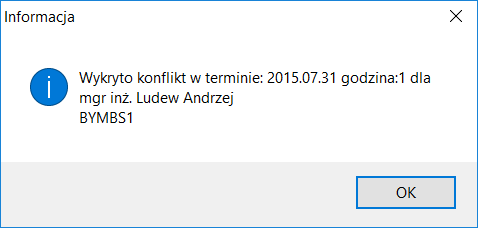 Informacja
Wykryto konflikt w terminie: 2015.07.31 godzina:1 dla
mgr inż. Ludew Andrzej
BYMBS1
OK